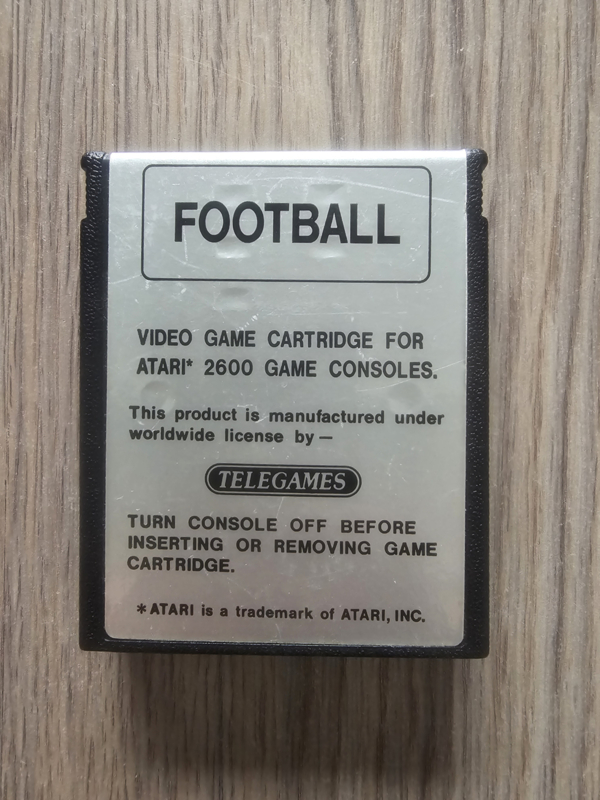 FOOTBALL
VIDEO GAME CARTRIDGE FOR
ATARI* 2600 GAME CONSOLES.
This product is manufactured under
worldwide license by —
TELEGAMES
TURN CONSOLE OFF BEFORE
INSERTING OR REMOVING GAME
CARTRIDGE.
*ATARI is a trademark of ATARI, INC.